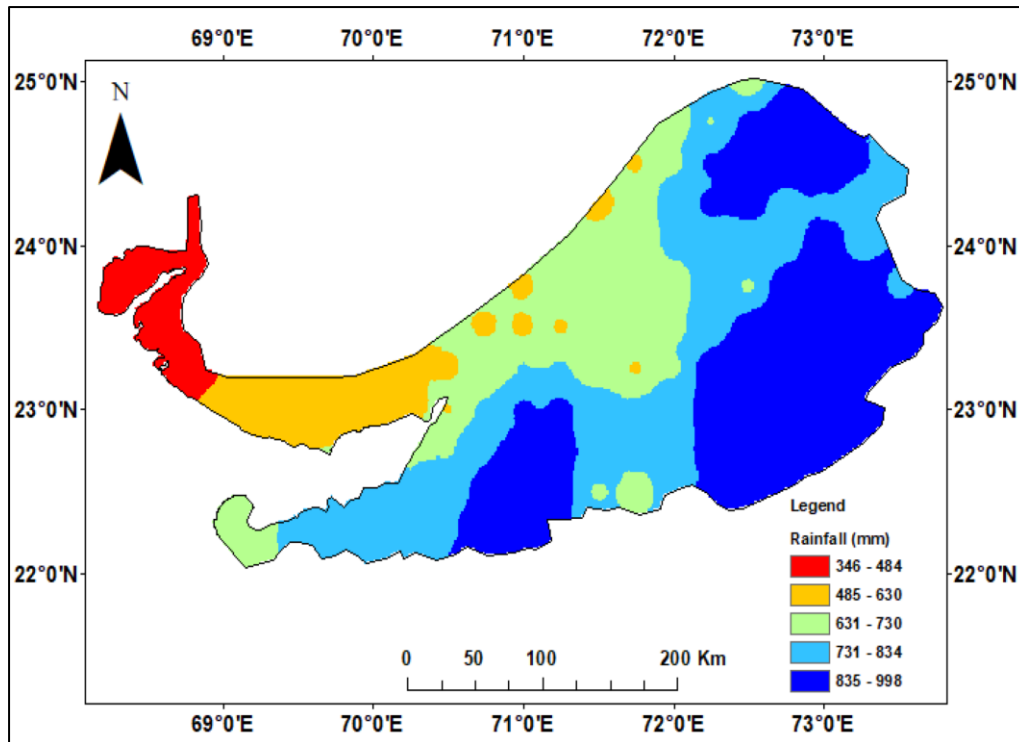 69°0'E 70°0'E 71°0'E 72°0'E 73°0'E
25°0'N 25°0'N
N
24°0'N 24°0'N
23°0'N 23°0'N
Legend
Rainfall (mm)
346 - 484
22°0'N 22°0'N
485 - 630
631 - 730
0 50 100 200 Km
731 - 834
835 - 998
69°0'E 70°0'E 71°0'E 72°0'E 73°0'E